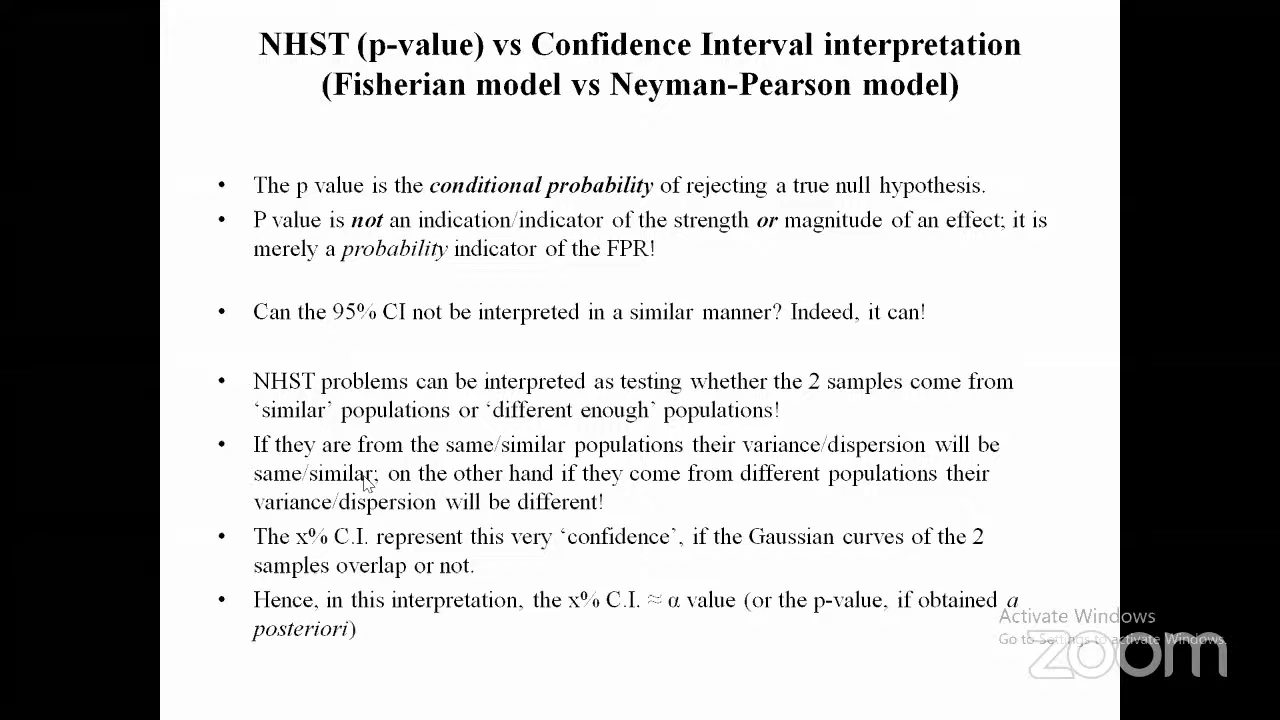 NHST (p-value) vs Confidence Interval interpretation
(Fisherian model vs Neyman-Pearson model)
• The p value is the conditional probability of rejecting a true null hypothesis.
• P value is not an indication/indicator of the strength or magnitude of an effect; it is
merely a probability indicator of the FPR!
• Can the 95% CI not be interpreted in a similar manner? Indeed, it can!
• NHST problems can be interpreted as testing whether the 2 samples come from
‘similar’ populations or ‘different enough’ populations!
• If they are from the same/similar populations their variance/dispersion will be
same/similar; on the other hand if they come from different populations their
variance/dispersion will be different!
• The x% C.I. represent this very ‘confidence’, if the Gaussian curves of the 2
samples overlap or not.
• Hence, in this interpretation, the x% C.I. ≈ α value (or the p-value, if obtained a
posteriori)
Activate Windows
Go to Settings to activate Windows.
zoom